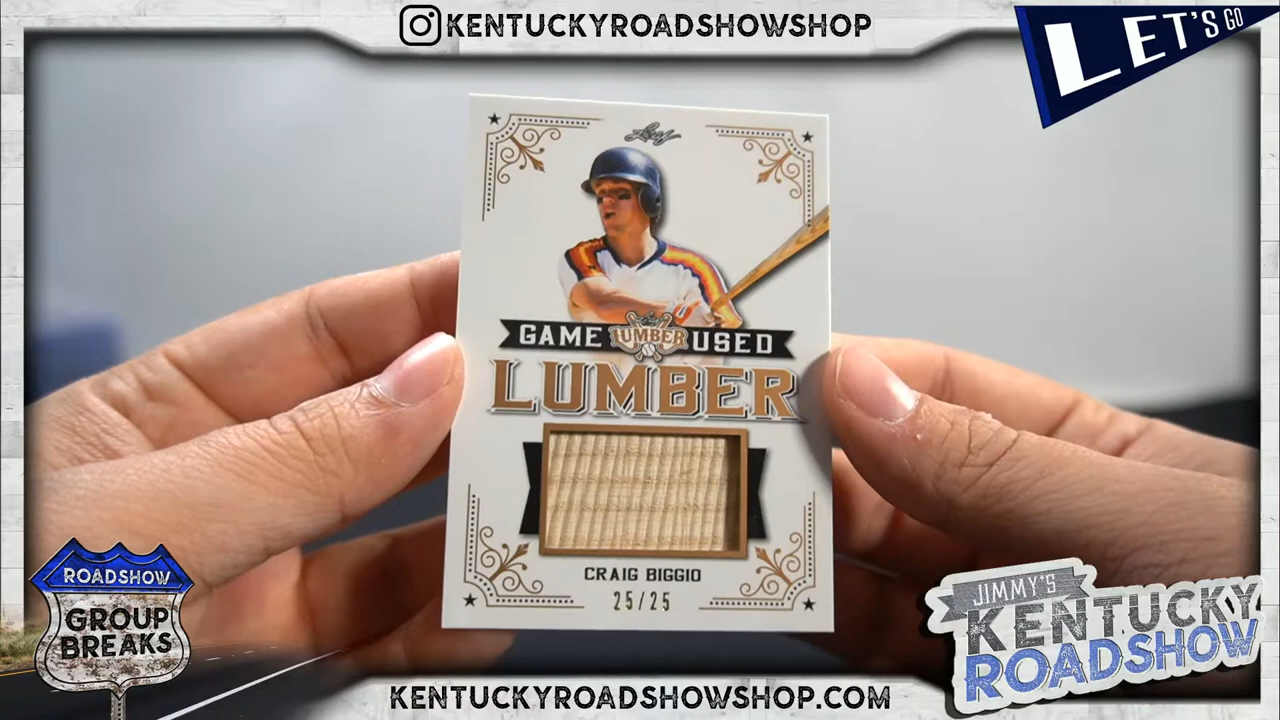 KENTUCKYROADSHOWSHOP
LET'S GO
Leaf
GAME
Leaf
LUMBER
USED
LUMBER
CRAIG BIGGIO
25/25
ROADSHOW
GROUP
BREAKS
JIMMY'S
KENTUCKY
ROADSHOW
KENTUCKYROADSHOWSHOP.COM